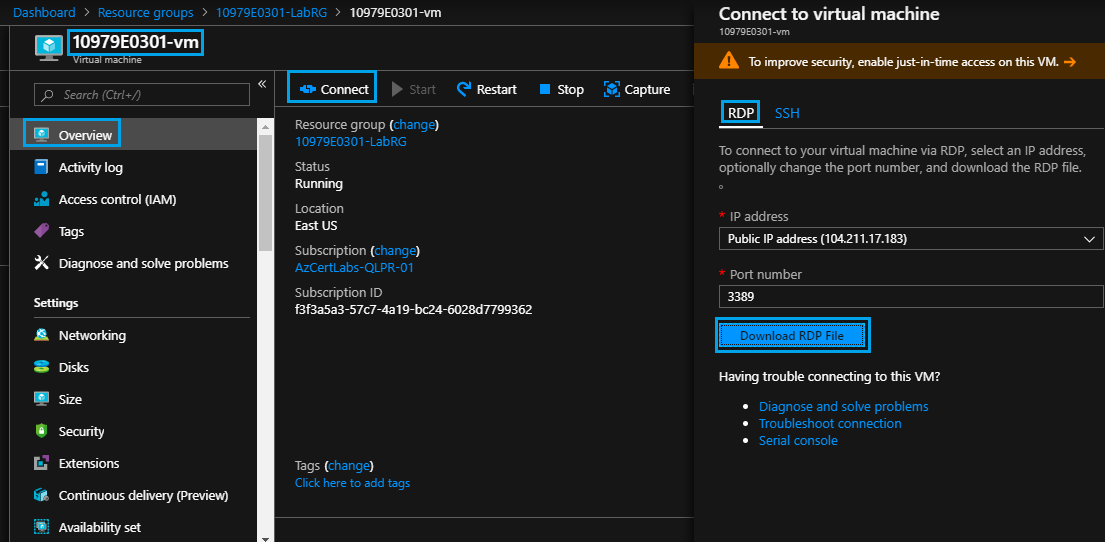 Dashboard > Resource groups > 10979E0301-LabRG > 10979E0301-vm
10979E0301-vm
Virtual machine
Search (Ctrl+/)
«
Overview
Activity log
Access control (IAM)
Tags
Diagnose and solve problems
Settings
Networking
Disks
Size
Security
Extensions
Continuous delivery (Preview)
Availability set
Connect
Start
Restart
Stop
Capture
Resource group (change)
10979E0301-LabRG
Status
Running
Location
East US
Subscription (change)
AzCertLabs-QLPR-01
Subscription ID
f3f3a5a3-57c7-4a19-bc24-6028d7799362
Tags (change)
Click here to add tags
Connect to virtual machine
10979E0301-vm
To improve security, enable just-in-time access on this VM. →
RDP
SSH
To connect to your virtual machine via RDP, select an IP address,
optionally change the port number, and download the RDP file.
* IP address
Public IP address (104.211.17.183)
* Port number
3389
Download RDP File
Having trouble connecting to this VM?
• Diagnose and solve problems
• Troubleshoot connection
• Serial console